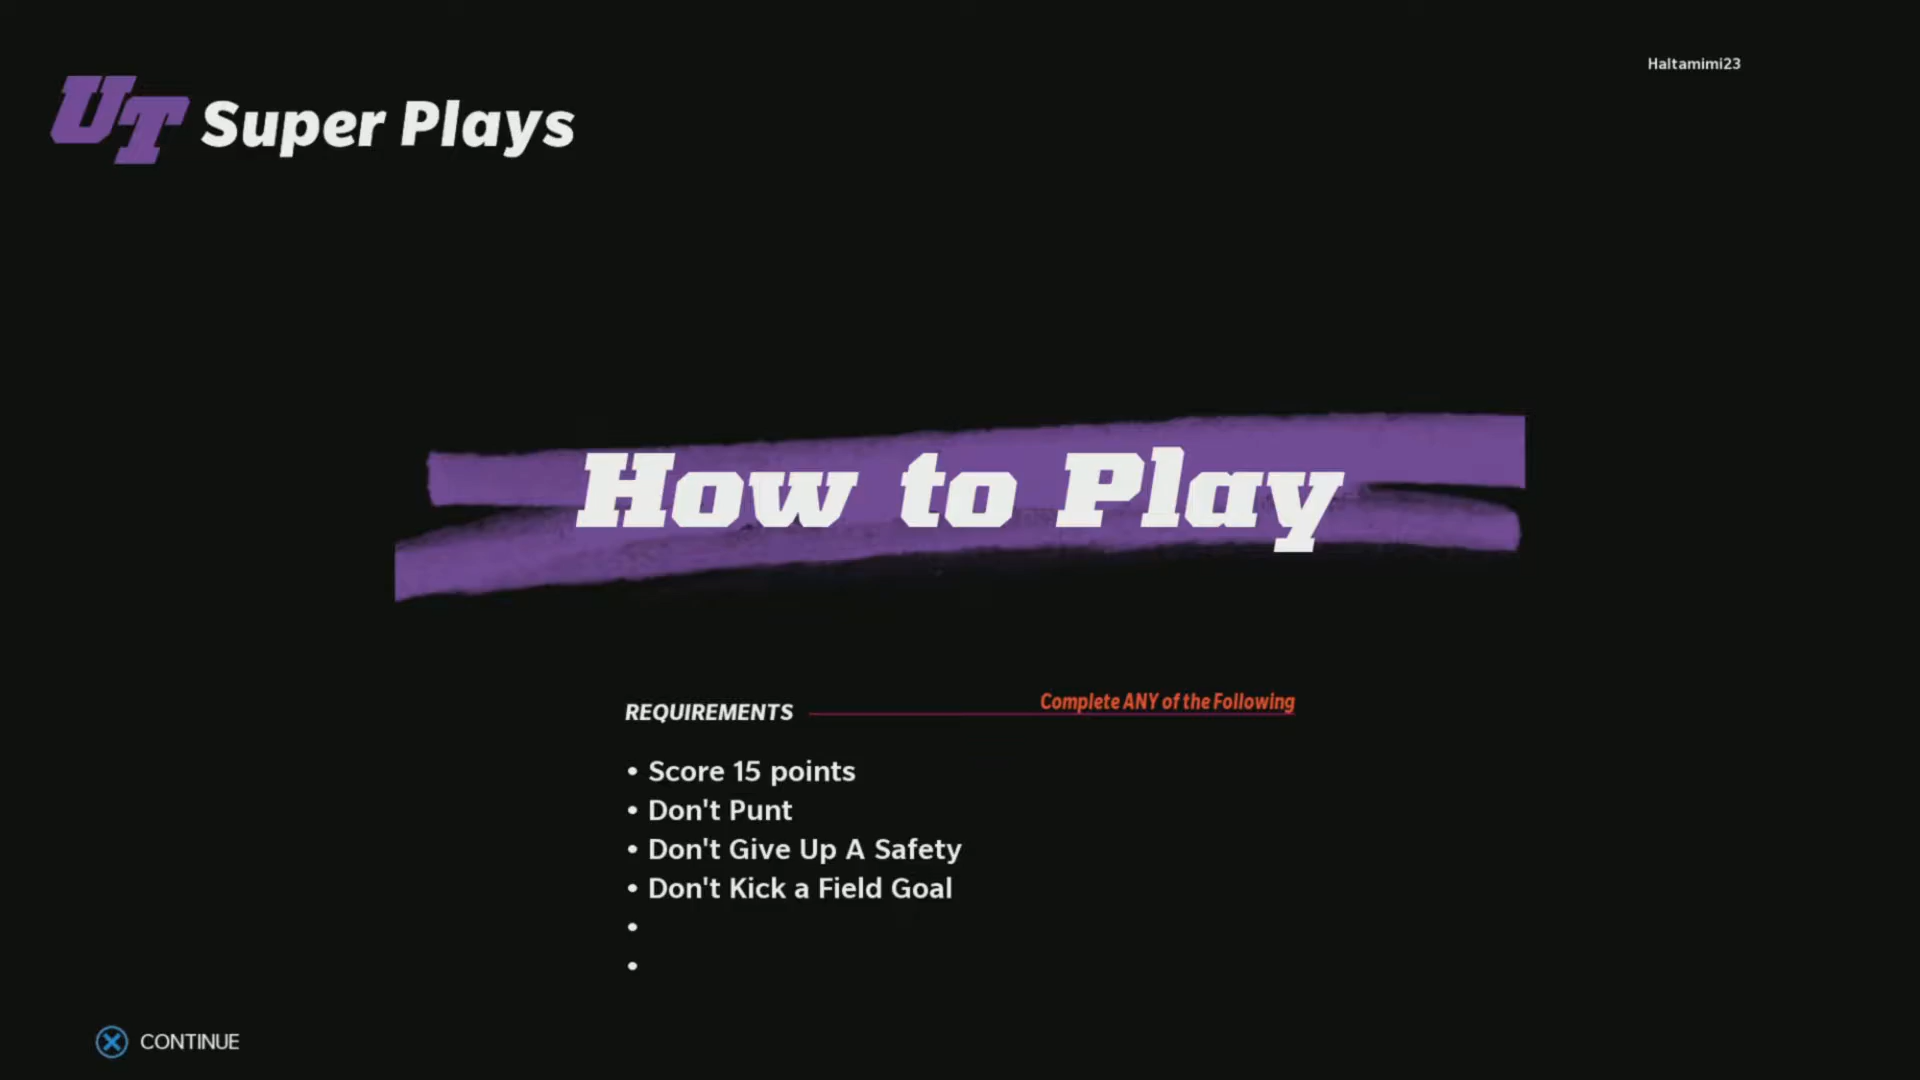 Haltamimi23
UT Super Plays
How to Play
REQUIREMENTS
Complete ANY of the Following
• Score 15 points
• Don't Punt
• Don't Give Up A Safety
• Don't Kick a Field Goal
•
•
CONTINUE